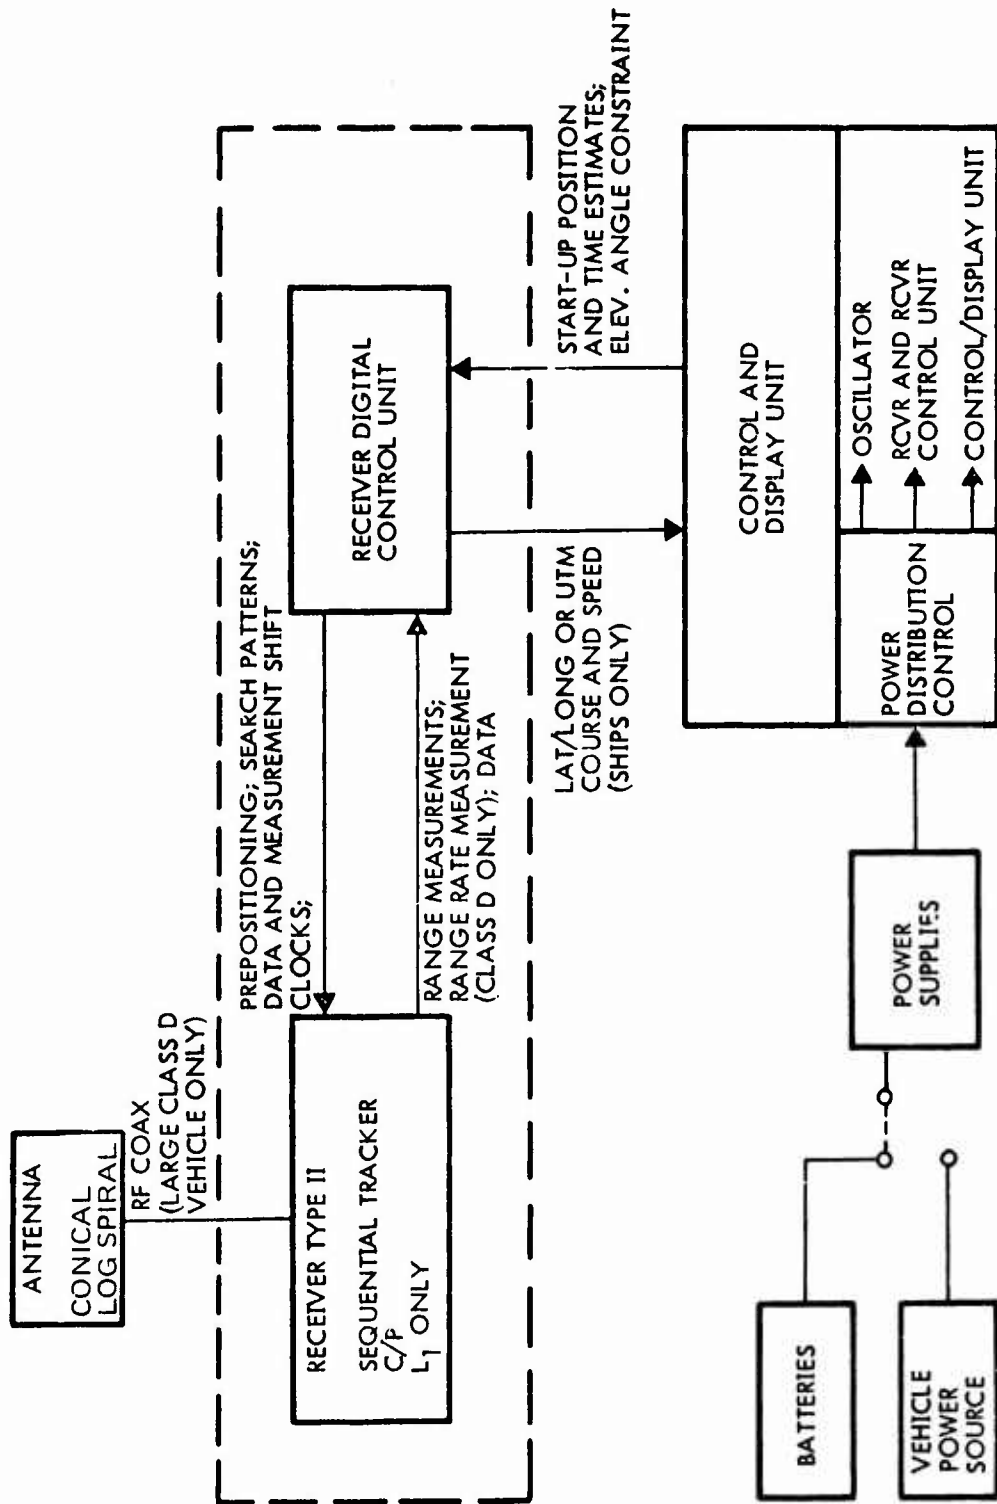 ANTENNA
CONICAL
LOG SPIRAL
RF COAX
(LARGE CLASS D
VEHICLE ONLY)
RECEIVER TYPE II
SEQUENTIAL TRACKER
C/P
L1 ONLY
PREPOSITIONING; SEARCH PATTERNS;
DATA AND MEASUREMENT SHIFT
CLOCKS;
RANGE MEASUREMENTS;
RANGE RATE MEASUREMENT
(CLASS D ONLY); DATA
RECEIVER DIGITAL
CONTROL UNIT
LAT/LONG OR UTM
COURSE AND SPEED
(SHIPS ONLY)
START-UP POSITION
AND TIME ESTIMATES;
ELEV. ANGLE CONSTRAINT
CONTROL AND
DISPLAY UNIT
BATTERIES
VEHICLE
POWER
SOURCE
POWER
SUPPLIES
POWER
DISTRIBUTION
CONTROL
OSCILLATOR
RCVR AND RCVR
CONTROL UNIT
CONTROL/DISPLAY UNIT